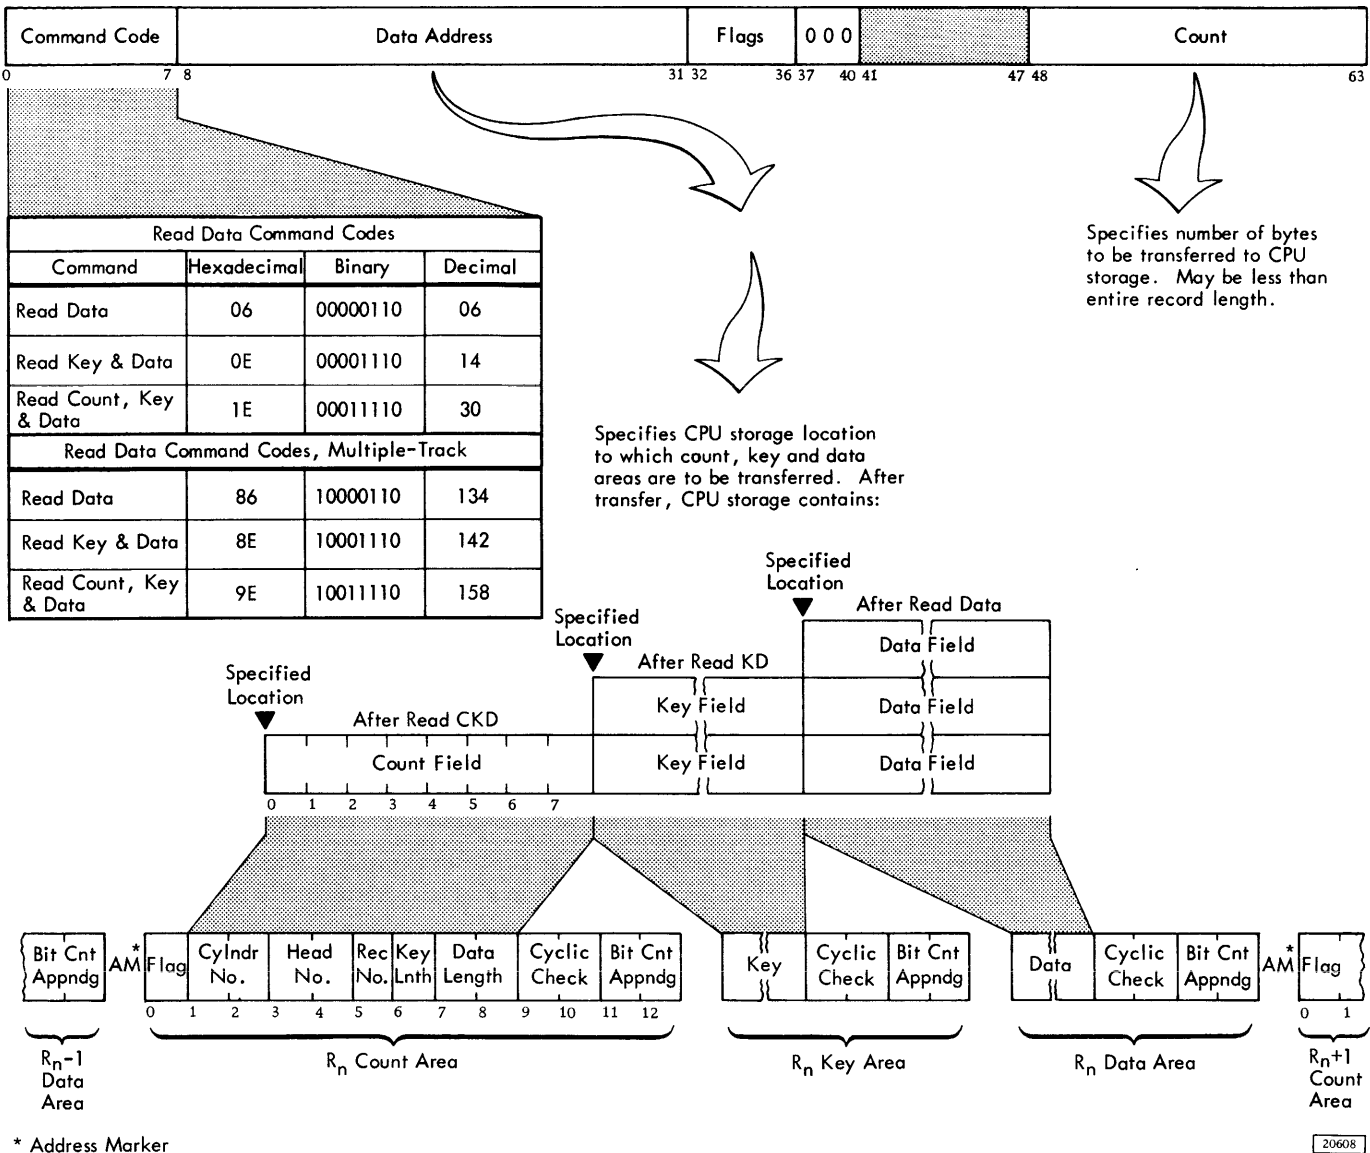 Command Code Data Address Flags 0 0 0 Count
0 7 8 31 32 36 37 40 41 47 48 63
Specifies number of bytes
to be transferred to CPU
storage. May be less than
entire record length.
Read Data Command Codes
Command Hexadecimal Binary Decimal
Read Data 06 00000110 06
Read Key & Data 0E 00001110 14
Read Count, Key
& Data 1E 00011110 30
Read Data Command Codes, Multiple-Track
Read Data 86 10000110 134
Read Key & Data 8E 10001110 142
Read Count, Key
& Data 9E 10011110 158
Specifies CPU storage location
to which count, key and data
areas are to be transferred. After
transfer, CPU storage contains:
Specified
Location
After Read Data
Data Field
Specified
Location
After Read KD
Key Field Data Field
Specified
Location
After Read CKD
Count Field Key Field Data Field
0 1 2 3 4 5 6 7
Bit Cnt
Appndg
AM*
Flag
Cylndr
No.
Head
No.
Rec
No.
Key
Lnth
Data
Length
Cyclic
Check
Bit Cnt
Appndg
Key
Cyclic
Check
Bit Cnt
Appndg
Data
Cyclic
Check
Bit Cnt
Appndg
AM*
Flag
0 1 2 3 4 5 6 7 8 9 10 11 12
0 1
Rn-1
Data
Area
Rn Count Area
Rn Key Area
Rn Data Area
Rn+1
Count
Area
* Address Marker
20608